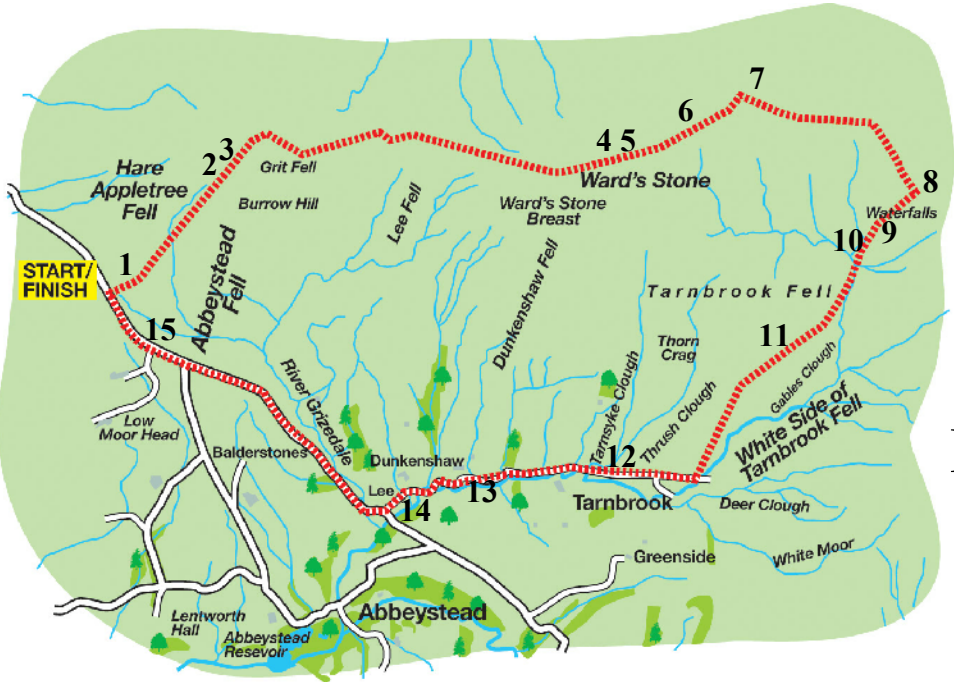 7
6
4 5
3
2
8
9
10
Hare
Appletree
Fell
Grit Fell
Burrow Hill
Lee Fell
Ward's Stone
Ward's Stone
Breast
Waterfalls
START/
FINISH
1
Abbeystead
Fell
Dunkenshaw Fell
Tarnbrook Fell
15
11
Thorn
Crag
River Grizedale
Tarnsyke Clough
Thrush Clough
Gables Clough
White Side of
Tarnbrook Fell
Low
Moor Head
Balderstones
Dunkenshaw
Lee
14
13
12
Tarnbrook
Deer Clough
White Moor
Greenside
Abbeystead
Lentworth
Hall
Abbeystead
Resevoir